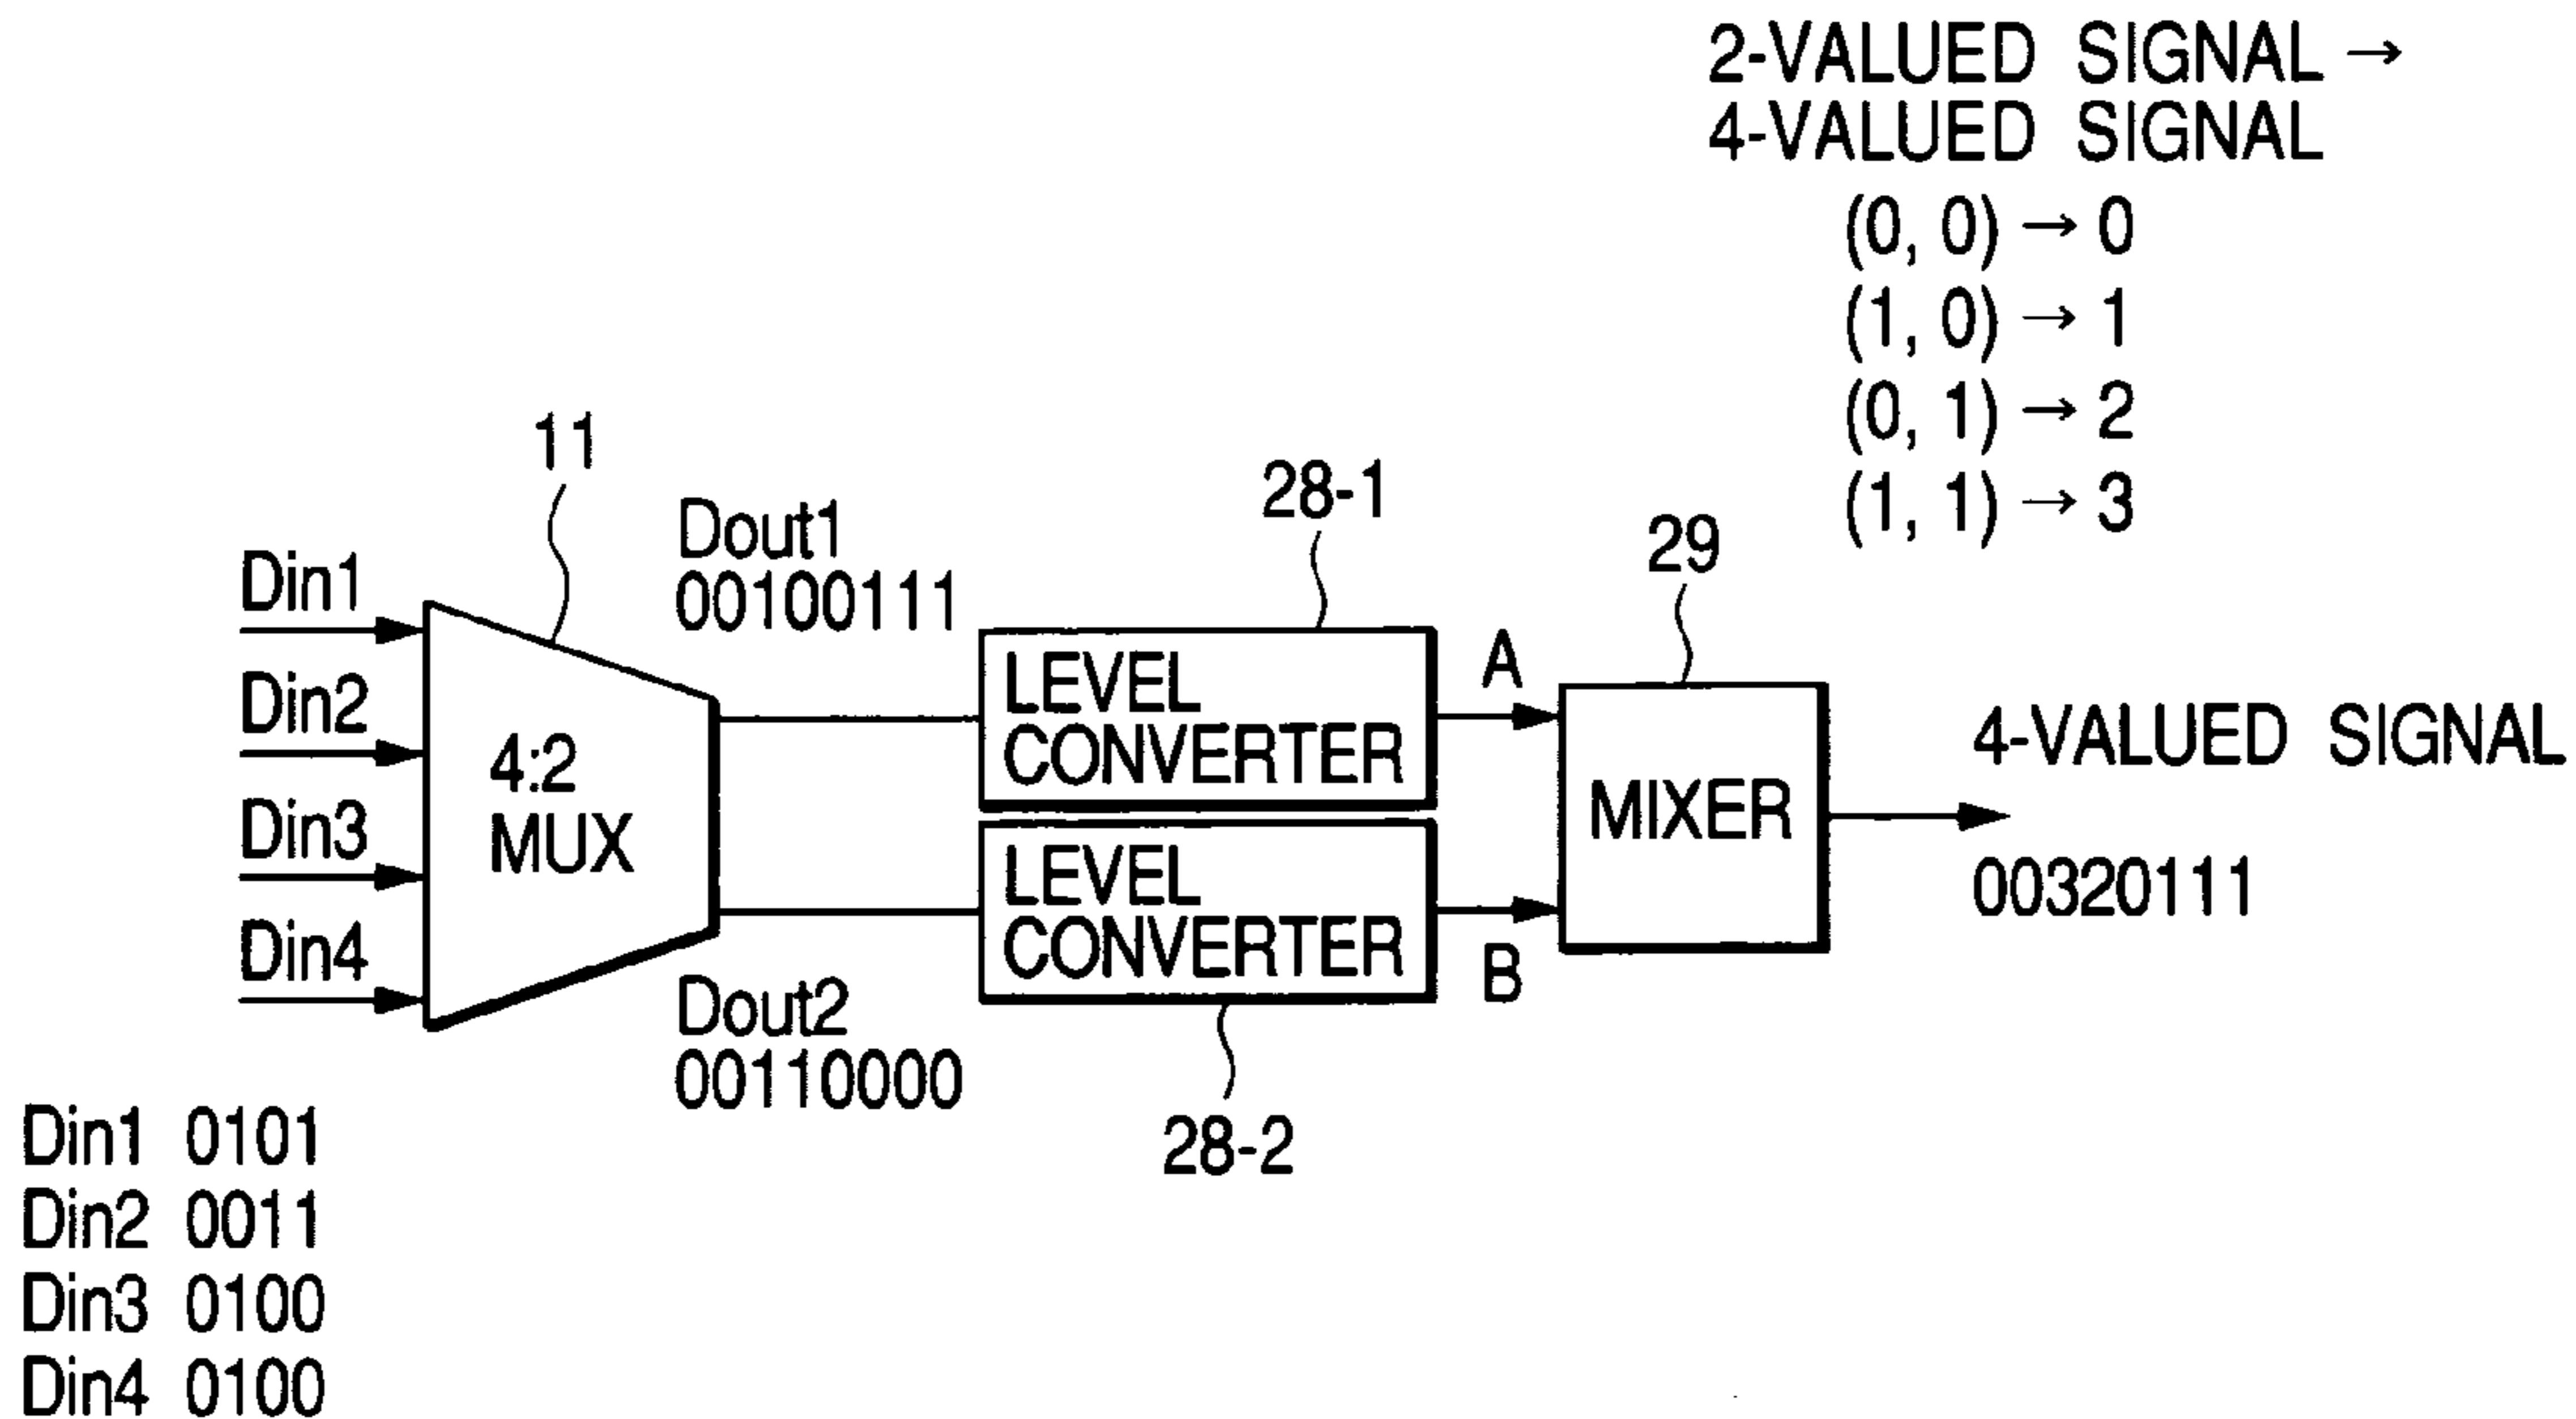 2-VALUED SIGNAL →
4-VALUED SIGNAL
(0, 0) → 0
(1, 0) → 1
(0, 1) → 2
(1, 1) → 3
11
Dout1
00100111
28-1
29
Din1
Din2
Din3
Din4
4:2
MUX
LEVEL
CONVERTER
A
LEVEL
CONVERTER
B
MIXER
4-VALUED SIGNAL
00320111
Dout2
00110000
28-2
Din1 0101
Din2 0011
Din3 0100
Din4 0100